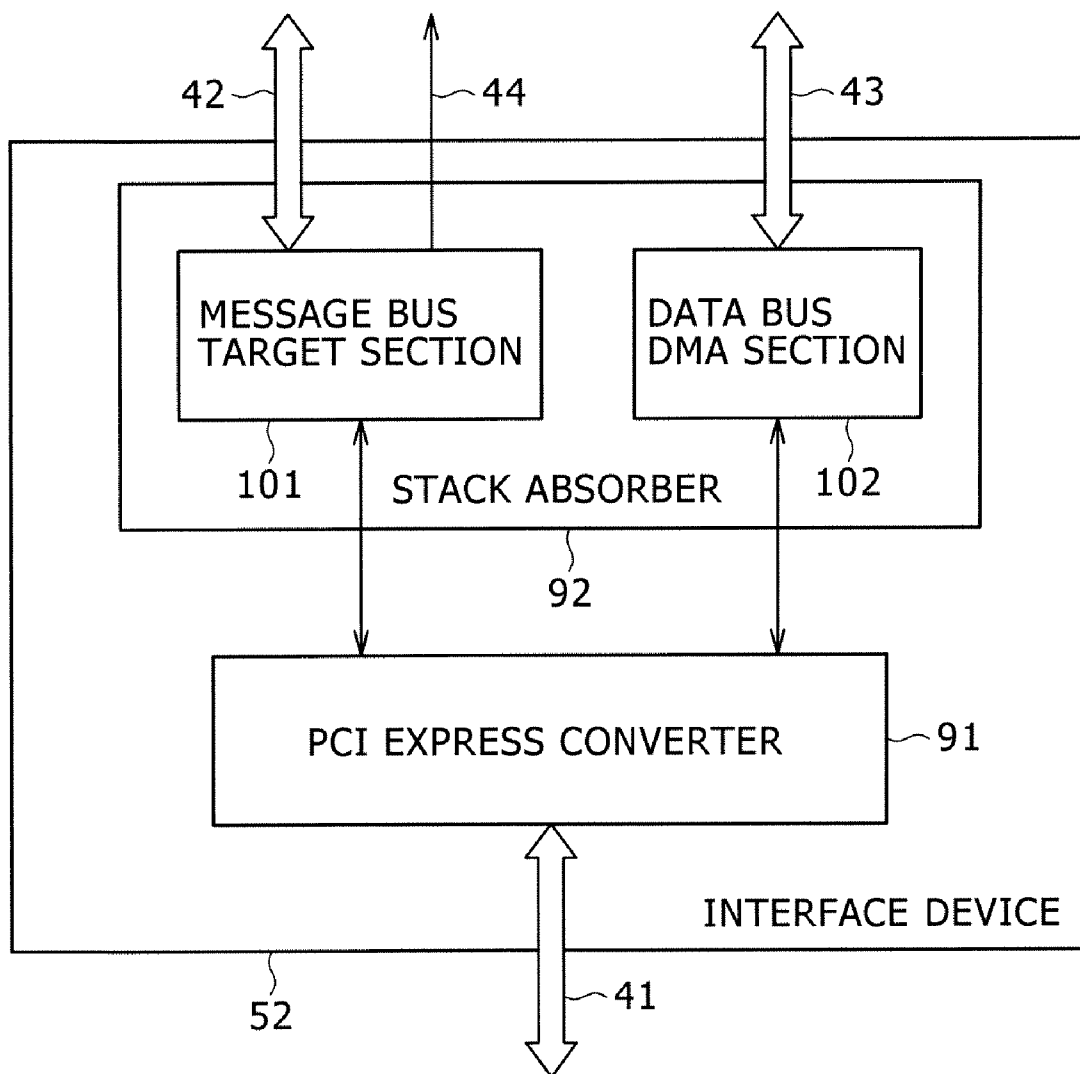 42
44
43
MESSAGE BUS
TARGET SECTION
DATA BUS
DMA SECTION
101
STACK ABSORBER
102
92
PCI EXPRESS CONVERTER
91
INTERFACE DEVICE
52
41